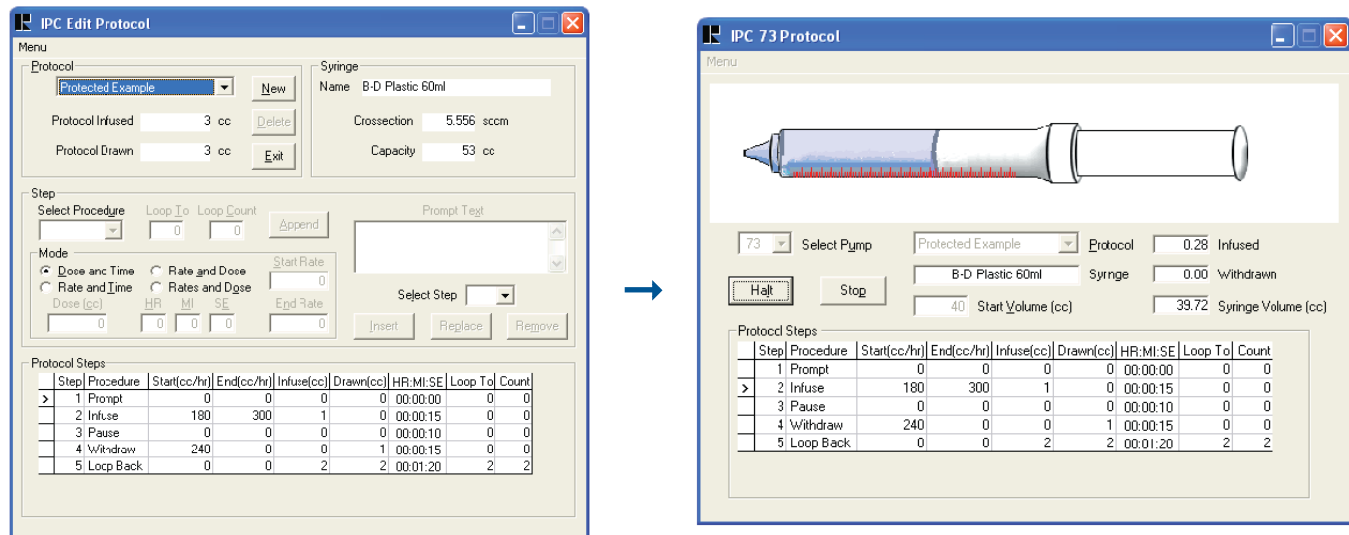 IPC Edit Protocol
Menu
Protocol
Protected Example
New
Protocol Infused 3 cc
Delete
Protocol Drawn 3 cc
Exit
Syringe
Name B-D Plastic 60ml
Crossection 5.556 sccm
Capacity 53 cc
Step
Select Procedure Loop To Loop Count
0 0
Append
Prompt Text
Mode
Dose and Time Rate and Dose
Rate and Time Rates and Dose
Start Rate
0
Dose (cc) HR MI SE End Rate
0 0 0 0 0
Select Step
Insert Replace Remove
Protocol Steps
Step Procedure Start(cc/hr) End(cc/hr) Infuse(cc) Drawn(cc) HR:MI:SE Loop To Count
> 1 Prompt 0 0 0 0 00:00:00 0 0
2 Infuse 180 300 1 0 00:00:15 0 0
3 Pause 0 0 0 0 00:00:10 0 0
4 Withdraw 240 0 0 1 00:00:15 0 0
5 Loop Back 0 0 2 2 00:01:20 2 2
IPC 73 Protocol
Menu
73 Select Pump Protected Example Protocol 0.28 Infused
B-D Plastic 60ml Syringe 0.00 Withdrawn
Halt Stop
40 Start Volume (cc) 39.72 Syringe Volume (cc)
Protocol Steps
Step Procedure Start(cc/hr) End(cc/hr) Infuse(cc) Drawn(cc) HR:MI:SE Loop To Count
1 Prompt 0 0 0 0 00:00:00 0 0
> 2 Infuse 180 300 1 0 00:00:15 0 0
3 Pause 0 0 0 0 00:00:10 0 0
4 Withdraw 240 0 0 1 00:00:15 0 0
5 Loop Back 0 0 2 2 00:01:20 2 2